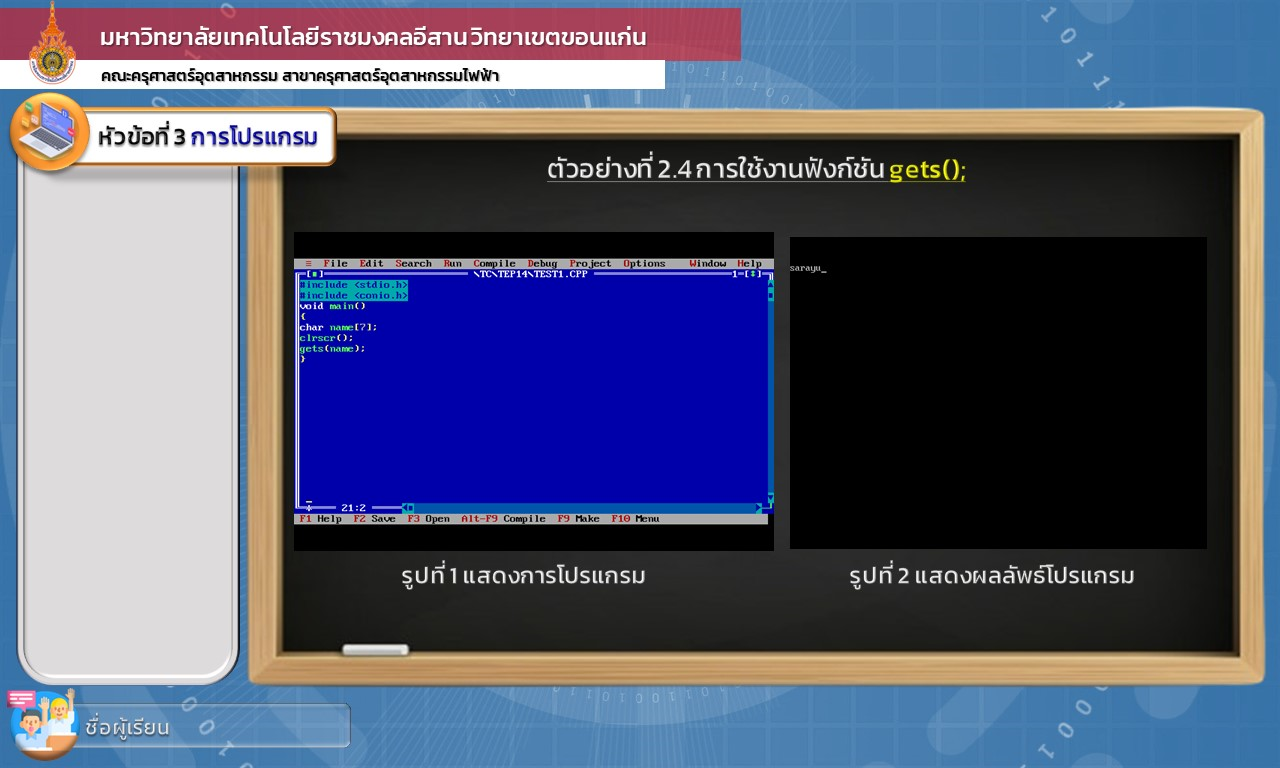 มหาวิทยาลัยเทคโนโลยีราชมงคลอีสาน วิทยาเขตขอนแก่น
คณะครุศาสตร์อุตสาหกรรม สาขาครุศาสตร์อุตสาหกรรมไฟฟ้า
หัวข้อที่ 3 การโปรแกรม
ตัวอย่างที่ 2.4 การใช้งานฟังก์ชัน gets();
≡ File Edit Search Run Compile Debug Project Options Window Help
\TC\TEP14\TEST1.CPP 1=[↕]
#include <stdio.h>
#include <conio.h>
void main()
{
char name[7];
clrscr();
gets(name);
}
21:2
F1 Help F2 Save F3 Open Alt-F9 Compile F9 Make F10 Menu
sarayu_
รูปที่ 1 แสดงการโปรแกรม
รูปที่ 2 แสดงผลลัพธ์โปรแกรม
ชื่อผู้เรียน